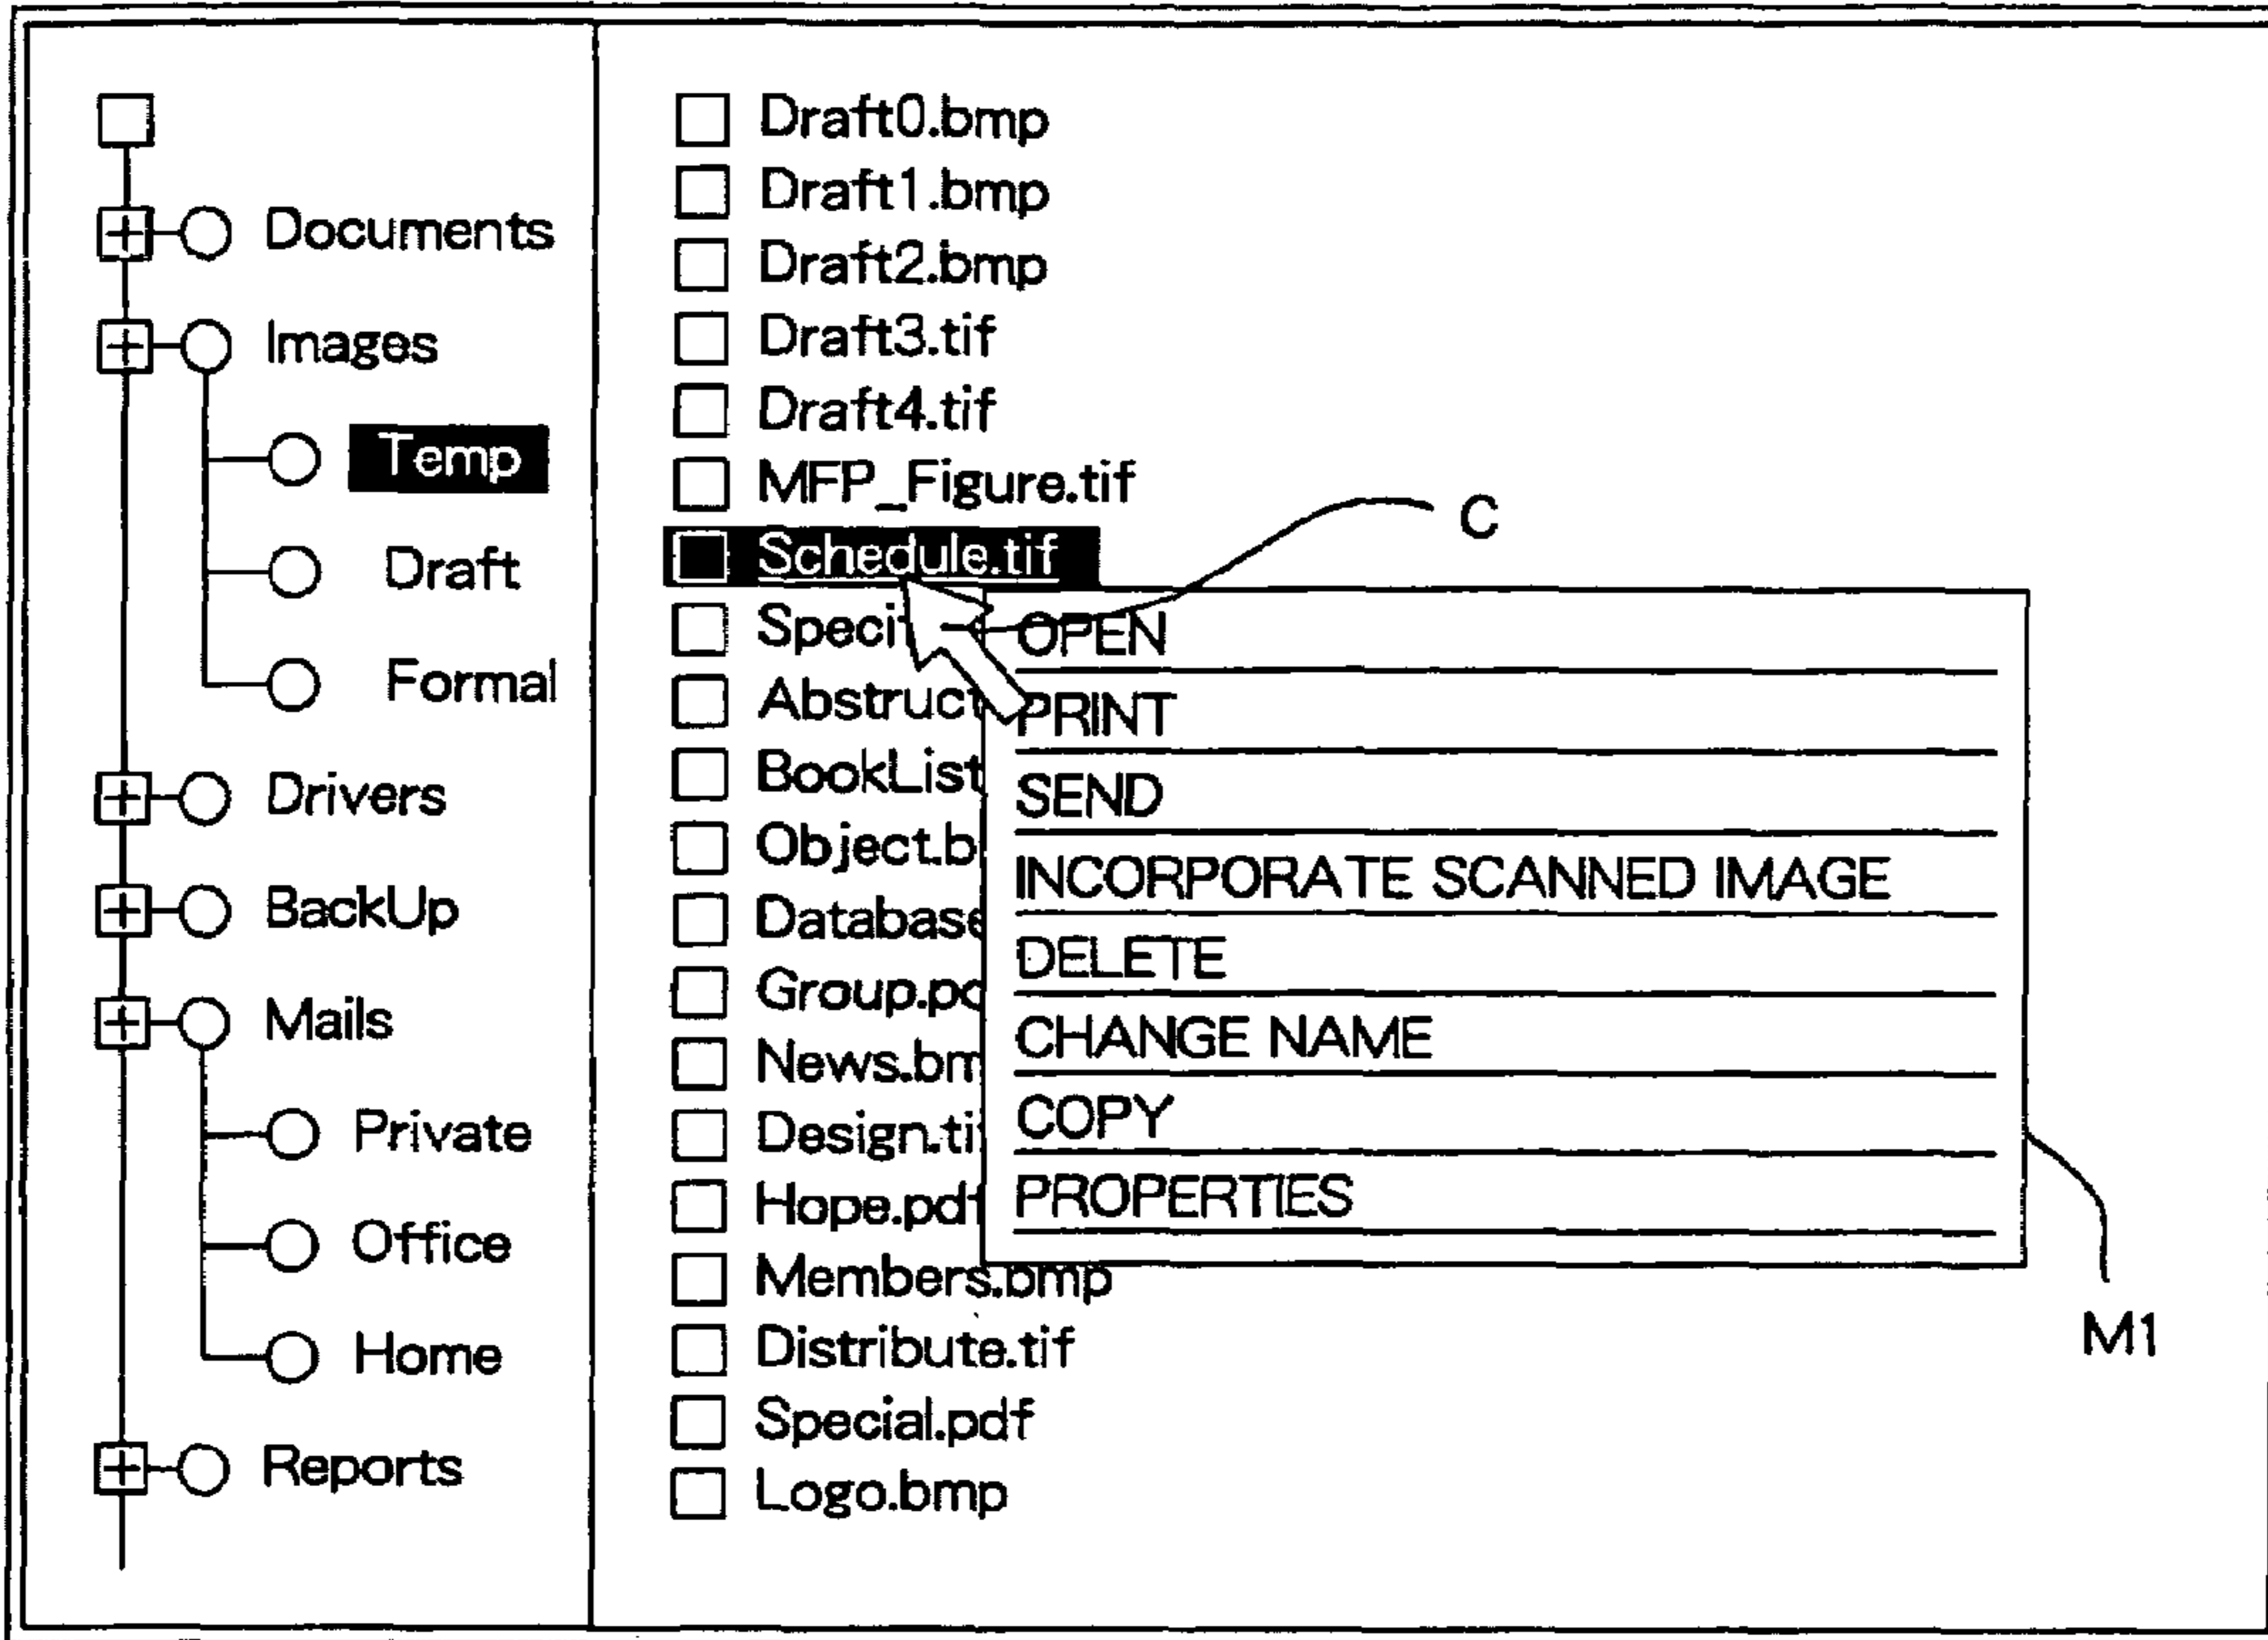 Documents
Images
Temp
Draft
Formal
Drivers
BackUp
Mails
Private
Office
Home
Reports
Draft0.bmp
Draft1.bmp
Draft2.bmp
Draft3.tif
Draft4.tif
MFP_Figure.tif
Schedule.tif
Speci
Abstruct
BookList
Object.b
Database
Group.pd
News.bm
Design.tif
Hope.pdf
Members.bmp
Distribute.tif
Special.pdf
Logo.bmp
C
OPEN
PRINT
SEND
INCORPORATE SCANNED IMAGE
DELETE
CHANGE NAME
COPY
PROPERTIES
M1